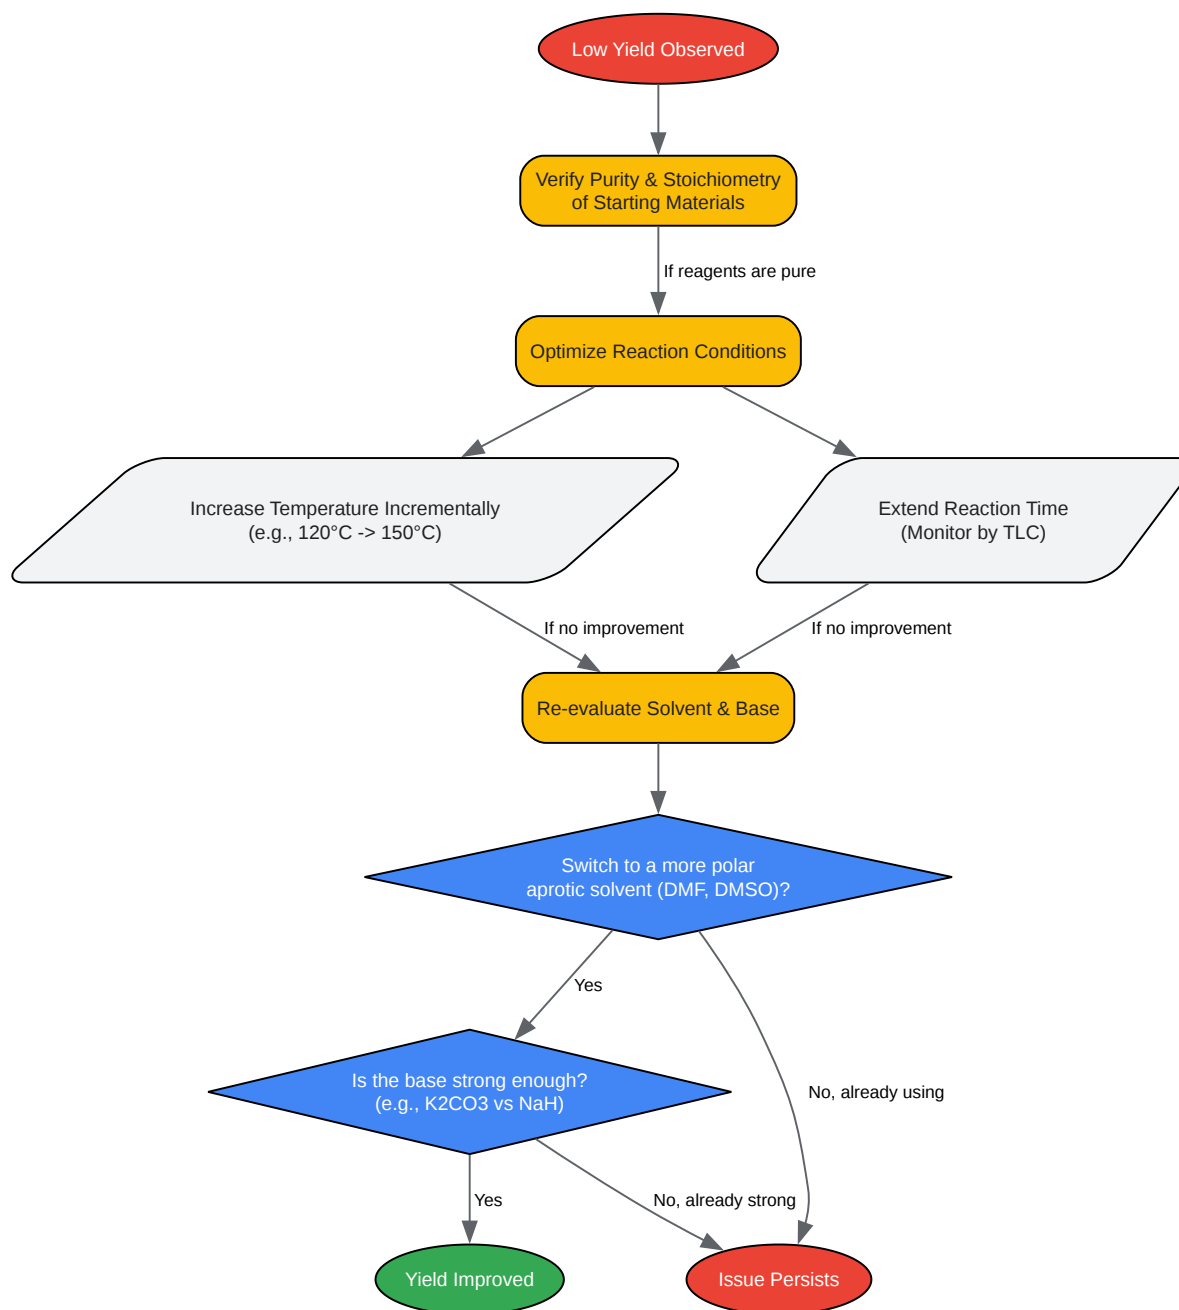 Low Yield Observed
Verify Purity & Stoichiometry
of Starting Materials
If reagents are pure
Optimize Reaction Conditions
Increase Temperature Incrementally
(e.g., 120°C -> 150°C)
Extend Reaction Time
(Monitor by TLC)
If no improvement
If no improvement
Re-evaluate Solvent & Base
Switch to a more polar
aprotic solvent (DMF, DMSO)?
Yes
Is the base strong enough?
(e.g., K2CO3 vs NaH)
No, already using
Yes
No, already strong
Yield Improved
Issue Persists